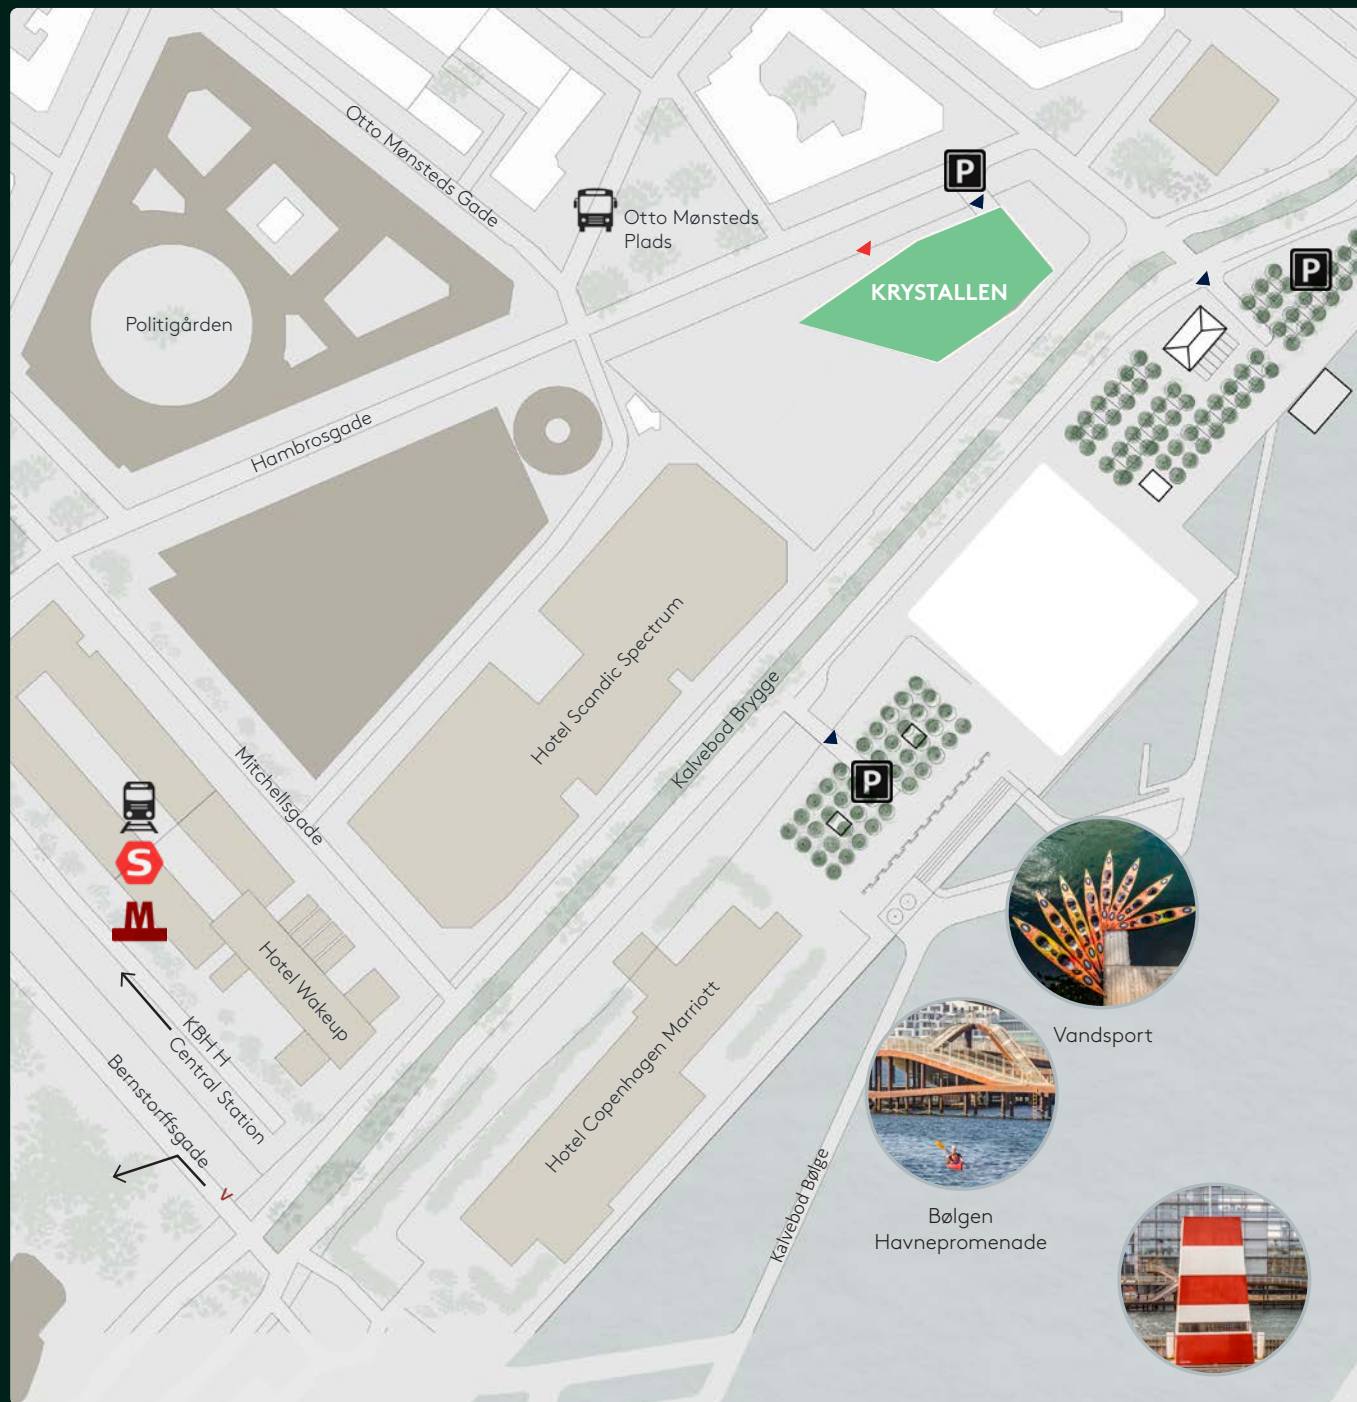 Otto Mønsteds Gade
P
Otto Mønsteds
Plads
P
KRYSTALLEN
Politigården
Hambrosgade
Hotel Scandic Spectrum
Kalvebod Brygge
Mitchellsgade
P
S
M
Hotel Wakeup
KBH H
Central Station
Bernstorffsgade
V
Hotel Copenhagen Marriott
Vandsport
Kalvebod Bølge
Bølgen
Havnepromenade